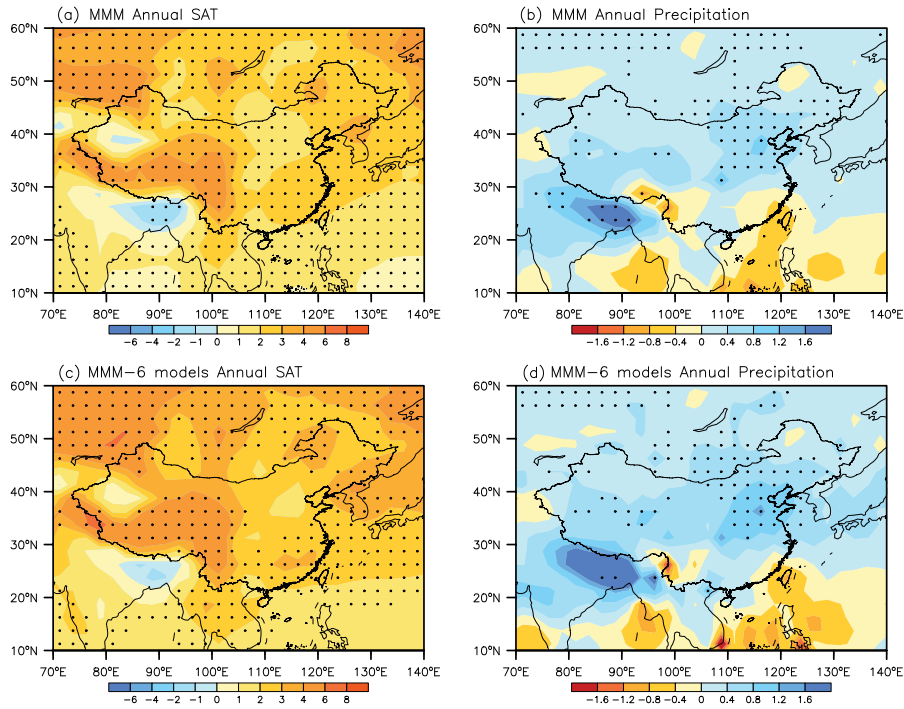 (a) MMM Annual SAT
60°N
50°N
40°N
30°N
20°N
10°N
70°E 80°E 90°E 100°E 110°E 120°E 130°E 140°E
-6 -4 -2 -1 0 1 2 3 4 6 8
(b) MMM Annual Precipitation
60°N
50°N
40°N
30°N
20°N
10°N
70°E 80°E 90°E 100°E 110°E 120°E 130°E 140°E
-1.6 -1.2 -0.8 -0.4 0 0.4 0.8 1.2 1.6
(c) MMM-6 models Annual SAT
60°N
50°N
40°N
30°N
20°N
10°N
70°E 80°E 90°E 100°E 110°E 120°E 130°E 140°E
-6 -4 -2 -1 0 1 2 3 4 6 8
(d) MMM-6 models Annual Precipitation
60°N
50°N
40°N
30°N
20°N
10°N
70°E 80°E 90°E 100°E 110°E 120°E 130°E 140°E
-1.6 -1.2 -0.8 -0.4 0 0.4 0.8 1.2 1.6